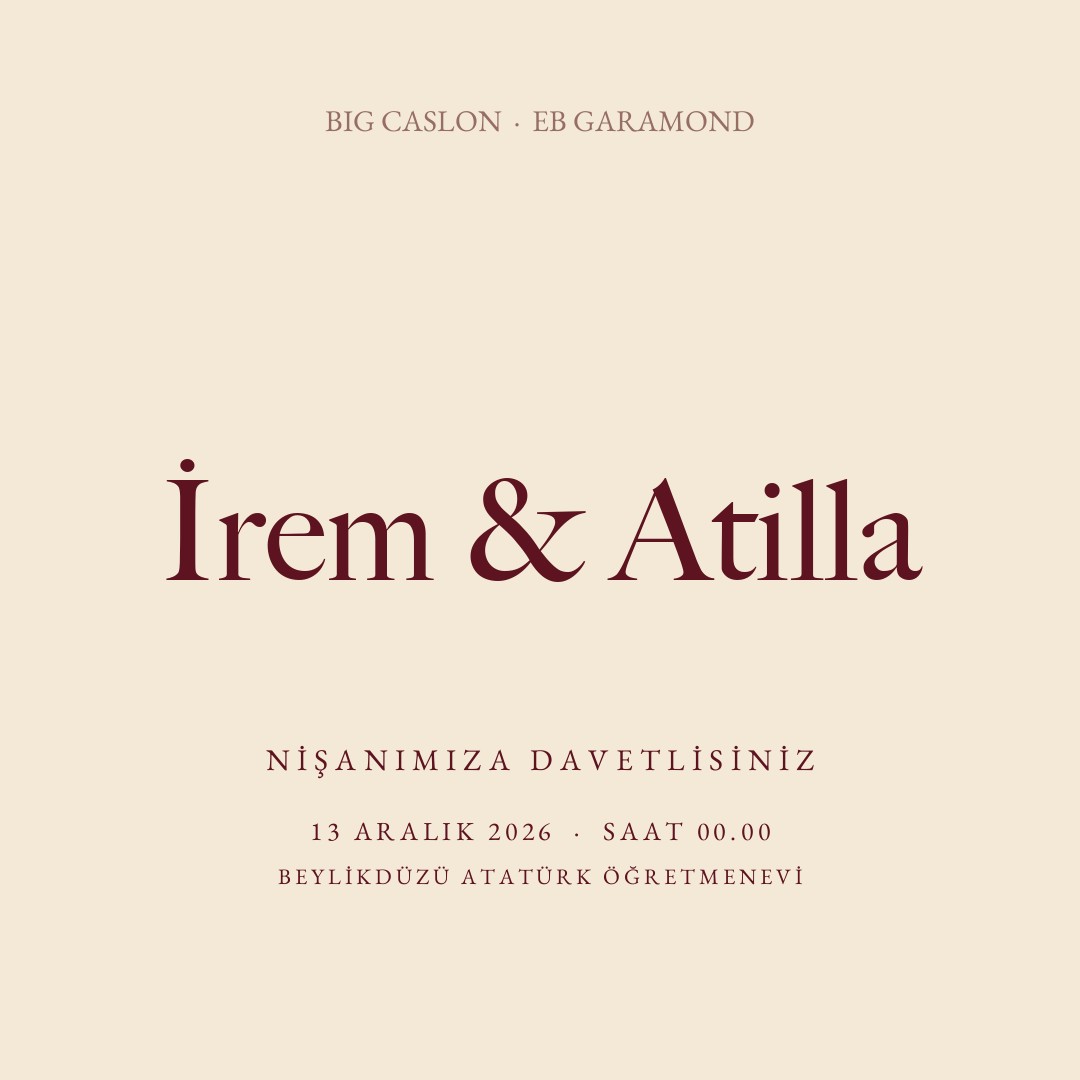 BIG CASLON · EB GARAMOND
İrem & Atilla
NİŞANIMIZA DAVETLİSİNİZ
13 ARALIK 2026 · SAAT 00.00
BEYLİKDÜZÜ ATATÜRK ÖĞRETMENEVİ